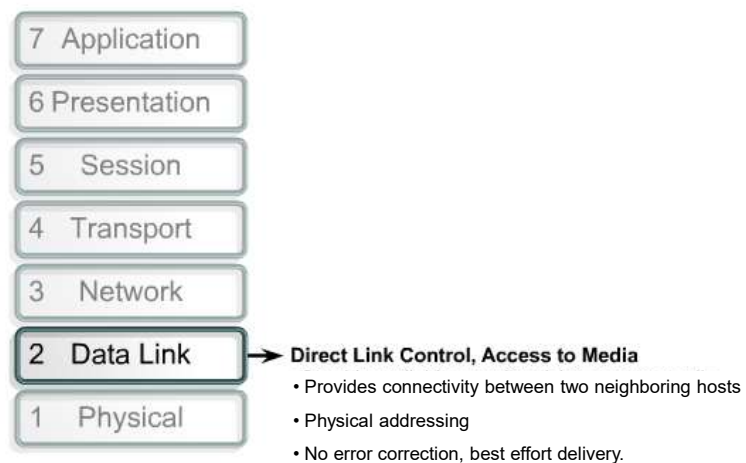 7 Application
6 Presentation
5 Session
4 Transport
3 Network
2 Data Link
Direct Link Control, Access to Media
• Provides connectivity between two neighboring hosts
1 Physical
• Physical addressing
• No error correction, best effort delivery.